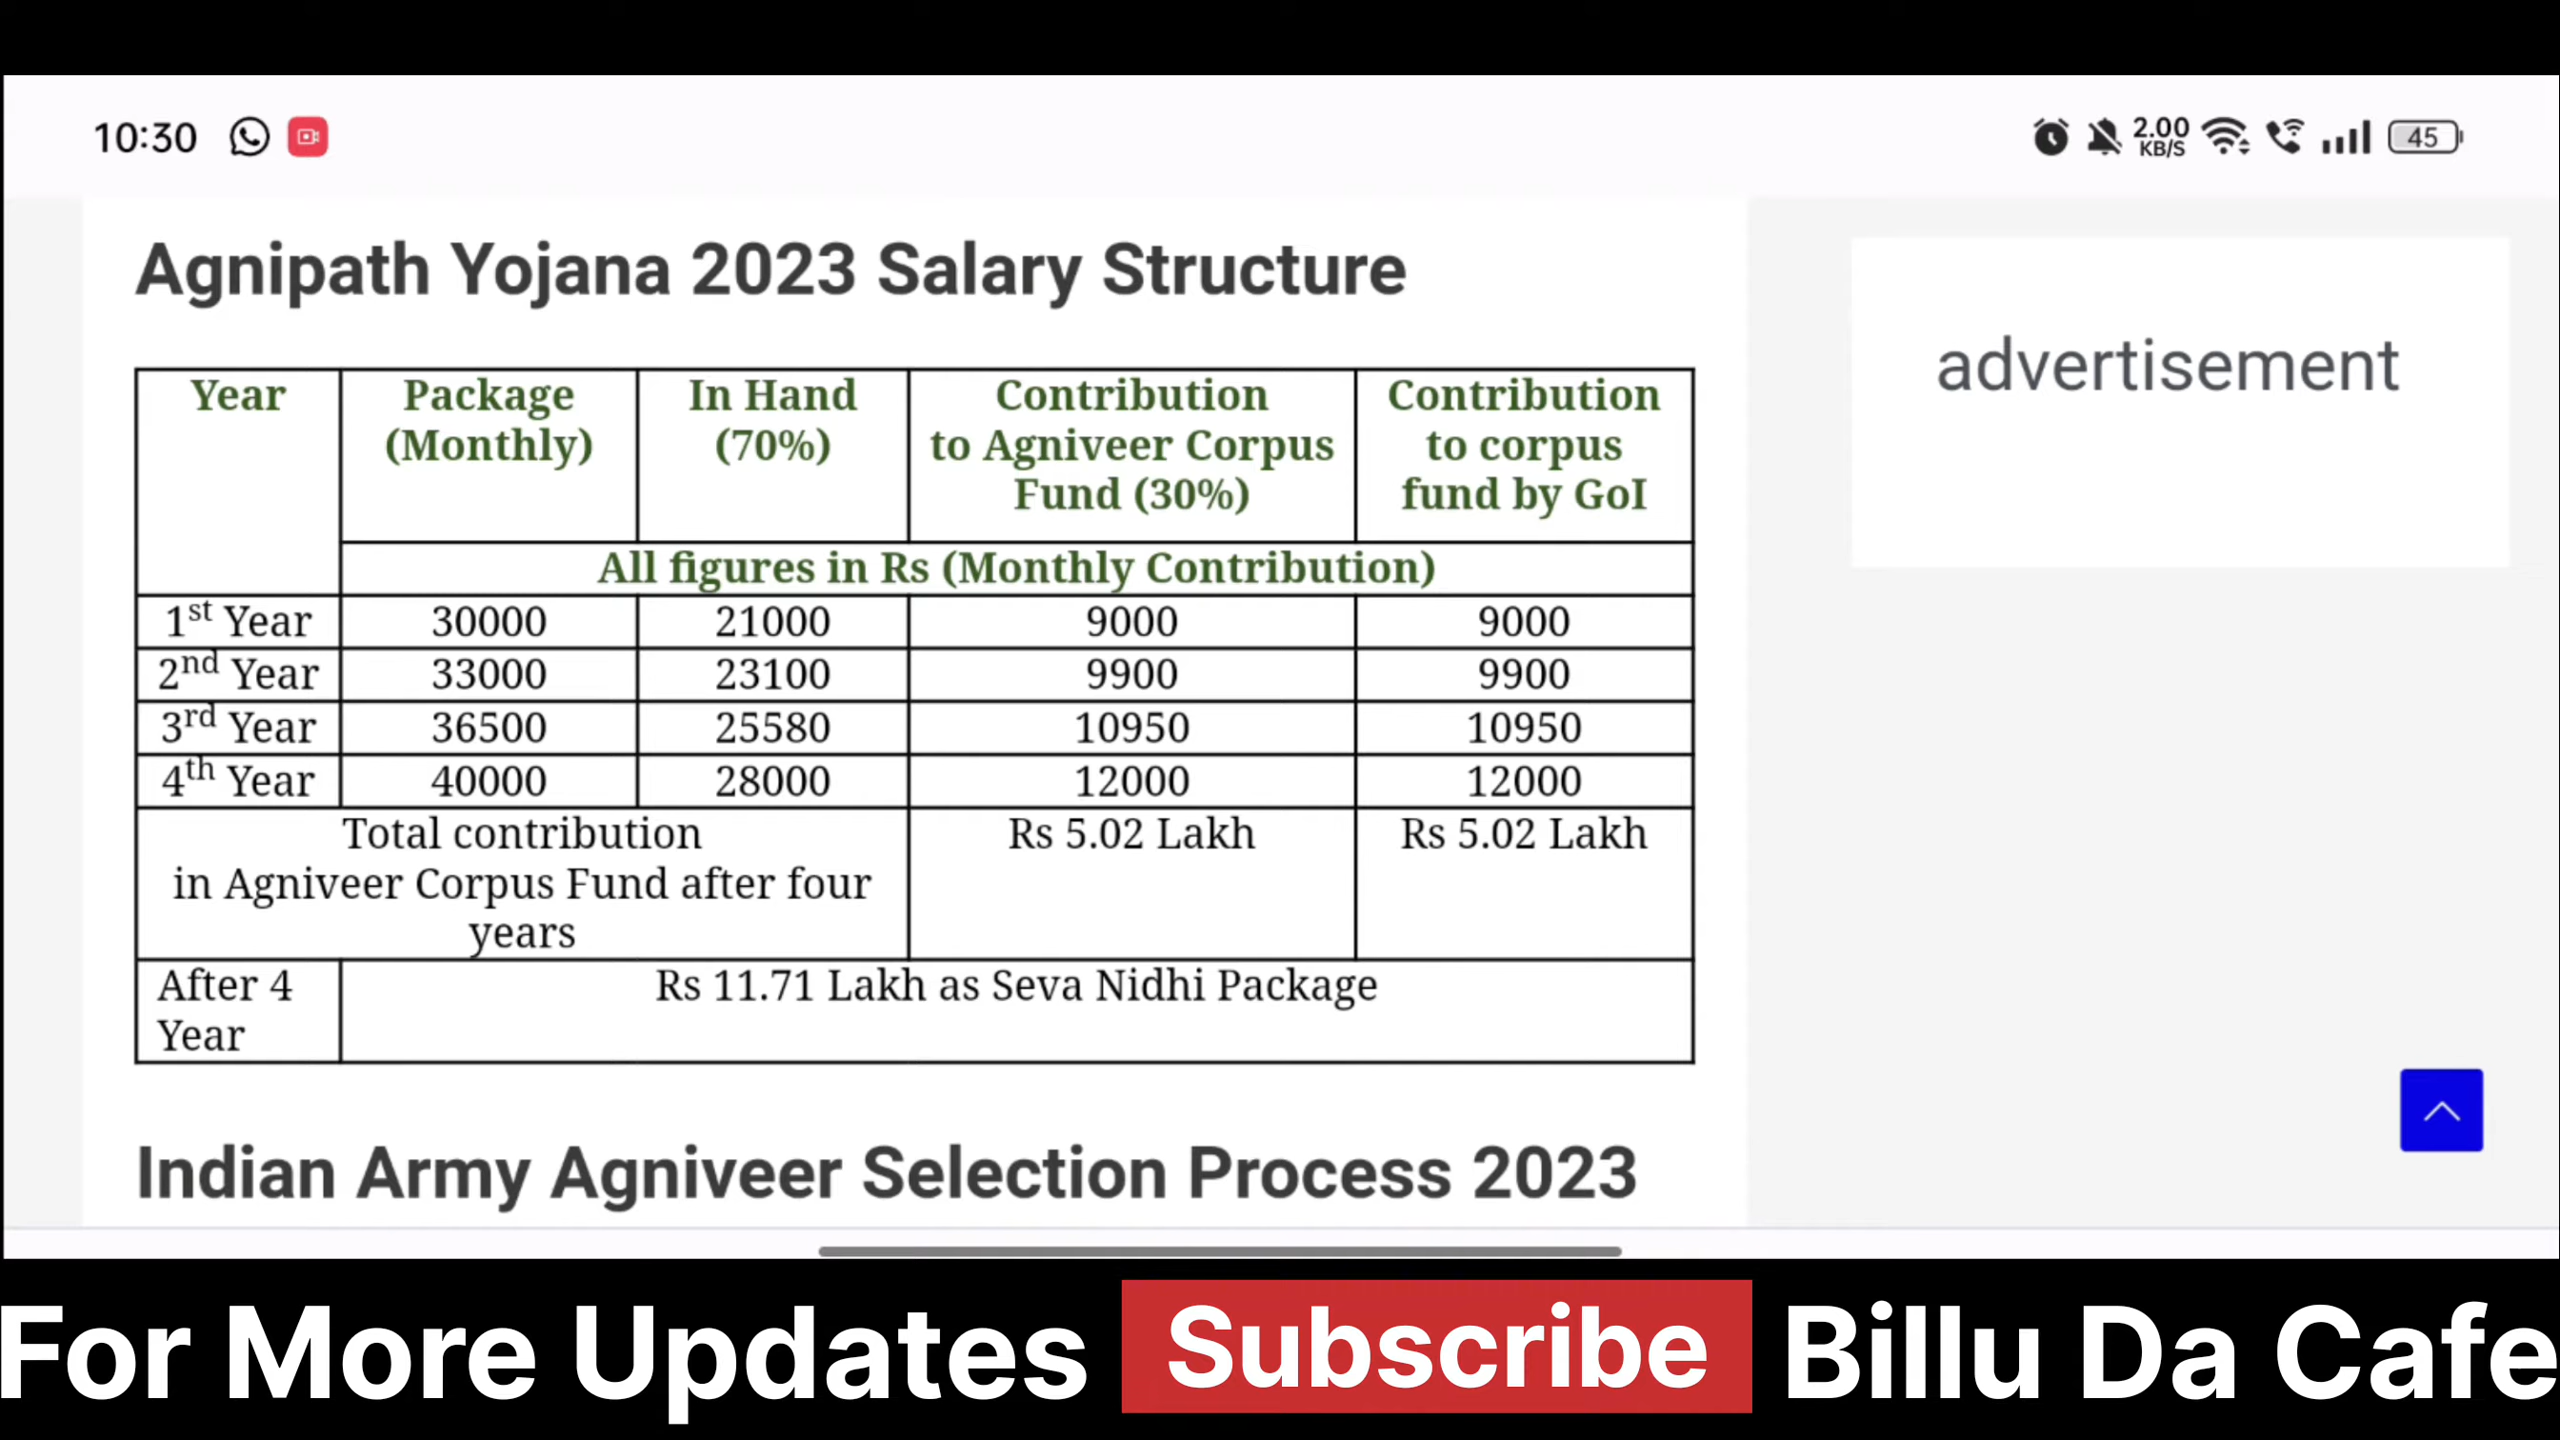 10:30
2.00
KB/S
45
Agnipath Yojana 2023 Salary Structure
advertisement
Year Package (Monthly) In Hand (70%) Contribution to Agniveer Corpus Fund (30%) Contribution to corpus fund by GoI
All figures in Rs (Monthly Contribution)
1st Year 30000 21000 9000 9000
2nd Year 33000 23100 9900 9900
3rd Year 36500 25580 10950 10950
4th Year 40000 28000 12000 12000
Total contribution in Agniveer Corpus Fund after four years Rs 5.02 Lakh Rs 5.02 Lakh
After 4 Year Rs 11.71 Lakh as Seva Nidhi Package
Indian Army Agniveer Selection Process 2023
For More Updates Subscribe Billu Da Cafe